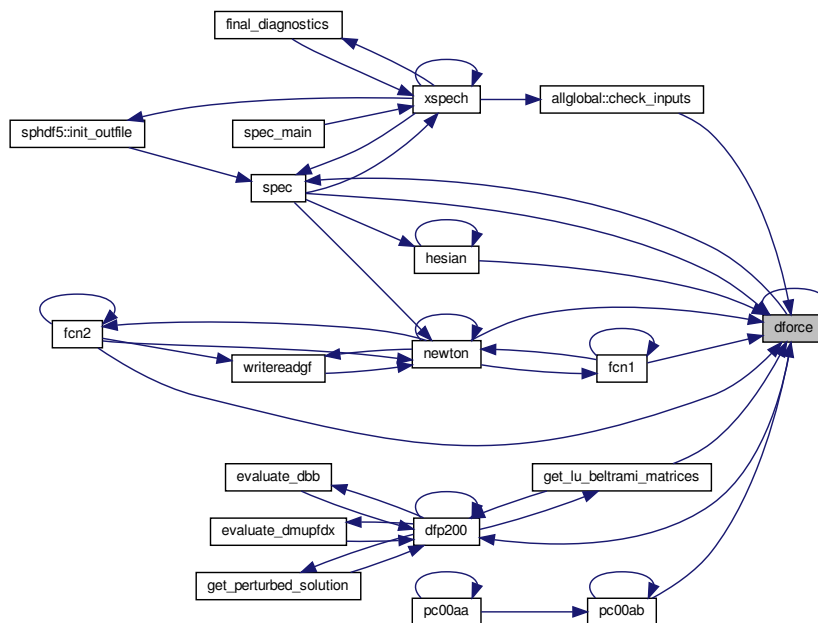 final_diagnostics
xspech
allglobal::check_inputs
sphdf5::init_outfile
spec_main
spec
hesian
dforce
fcn2
newton
writereadgf
fcn1
evaluate_dbb
get_lu_beltrami_matrices
evaluate_dmupfdx
dfp200
get_perturbed_solution
pc00aa
pc00ab